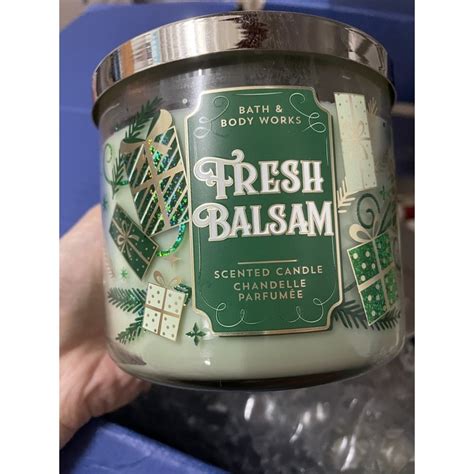 BATH &
BODY WORKS
FRESH
BALSAM
SCENTED CANDLE
CHANDELLE
PARFUMÉE